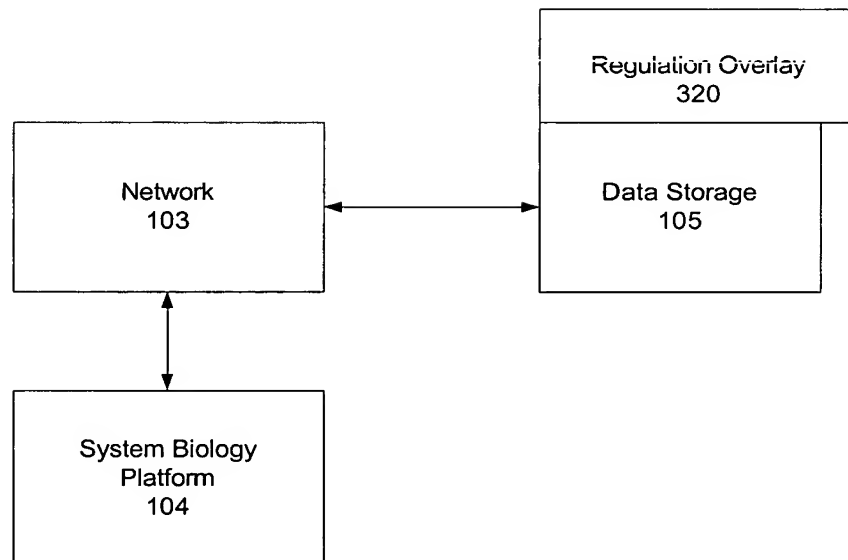 Regulation Overlay
320
Network
103
Data Storage
105
System Biology
Platform
104